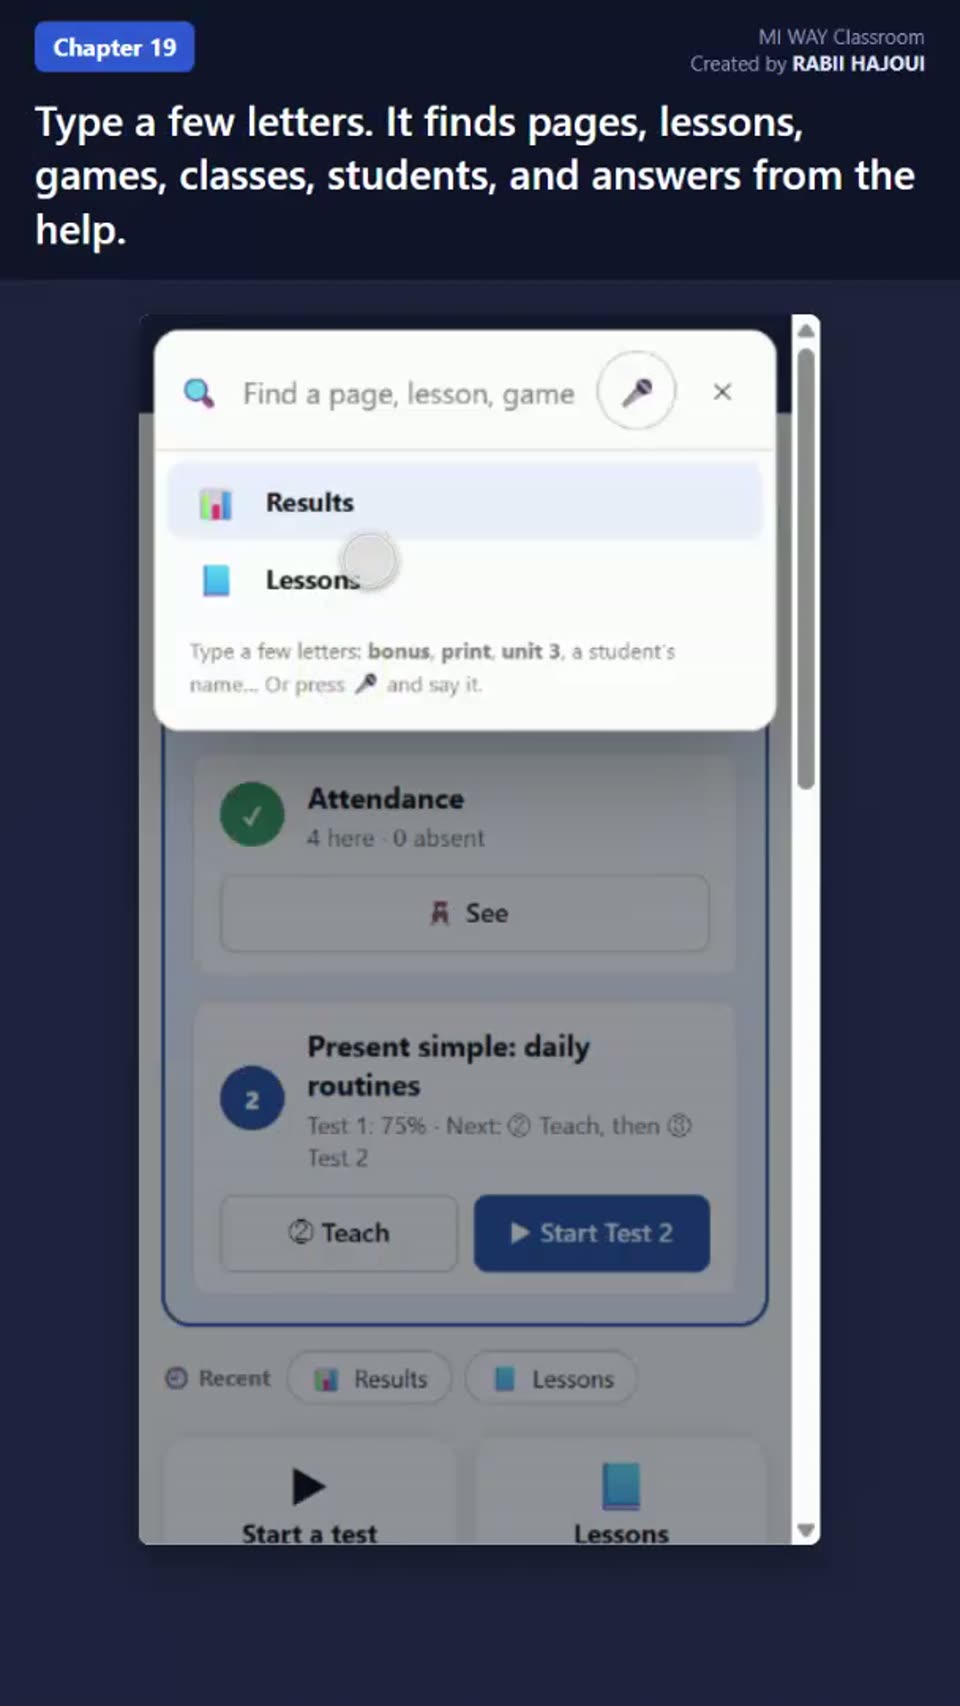 Chapter 19
MI WAY Classroom
Created by RABII HAJOUI
Type a few letters. It finds pages, lessons,
games, classes, students, and answers from the
help.
Find a page, lesson, game
Results
Lessons
Type a few letters: bonus, print, unit 3, a student's
name... Or press 🎤 and say it.
Attendance
4 here · 0 absent
See
2
Present simple: daily
routines
Test 1: 75% · Next: ② Teach, then ③
Test 2
② Teach
▶ Start Test 2
Recent
Results
Lessons
Start a test
Lessons